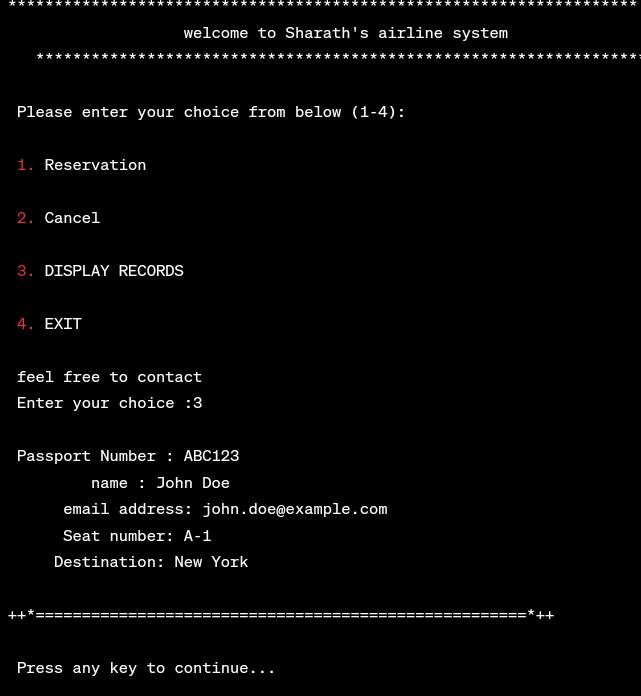 ********************************************************************
welcome to Sharath's airline system
******************************************************************
Please enter your choice from below (1-4):
1. Reservation
2. Cancel
3. DISPLAY RECORDS
4. EXIT
feel free to contact
Enter your choice :3
Passport Number : ABC123
name : John Doe
email address: john.doe@example.com
Seat number: A-1
Destination: New York
++*=====================================================*++
Press any key to continue...